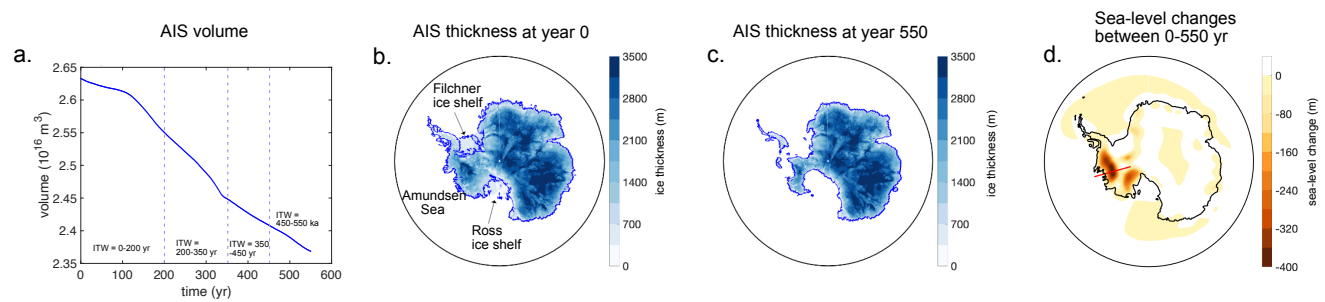 a.
AIS volume
volume (10¹⁶ m³)
2.65
2.6
2.55
2.5
2.45
2.4
2.35
ITW = 0-200 yr
ITW =
200-350 yr
ITW = 350
-450 yr
ITW =
450-550 ka
0
100
200
300
400
500
600
time (yr)
b.
AIS thickness at year 0
Filchner
ice shelf
Amundsen
Sea
Ross
ice shelf
3500
2800
2100
1400
700
0
ice thickness (m)
c.
AIS thickness at year 550
3500
2800
2100
1400
700
0
ice thickness (m)
d.
Sea-level changes
between 0-550 yr
0
-80
-160
-240
-320
-400
sea-level change (m)